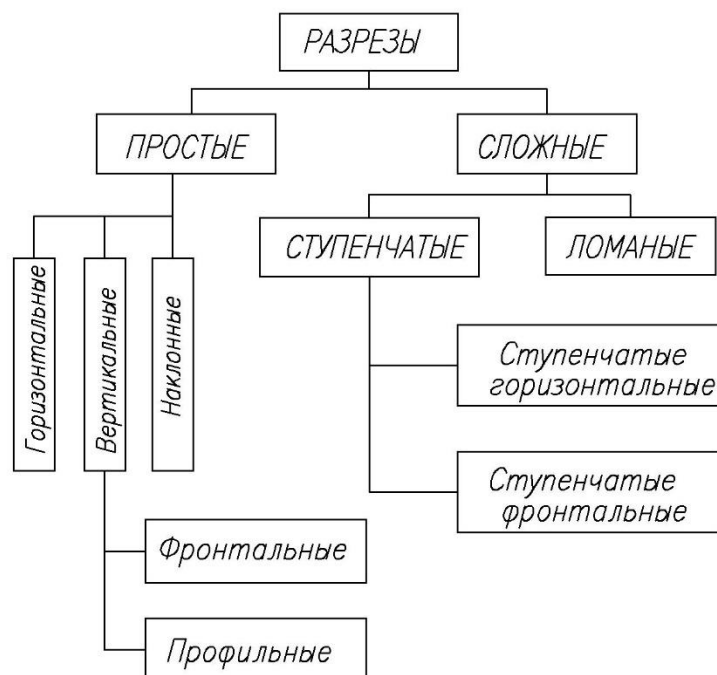 РАЗРЕЗЫ
ПРОСТЫЕ
СЛОЖНЫЕ
СТУПЕНЧАТЫЕ
ЛОМАНЫЕ
Горизонтальные
Вертикальные
Наклонные
Ступенчатые
горизонтальные
Ступенчатые
фронтальные
Фронтальные
Профильные